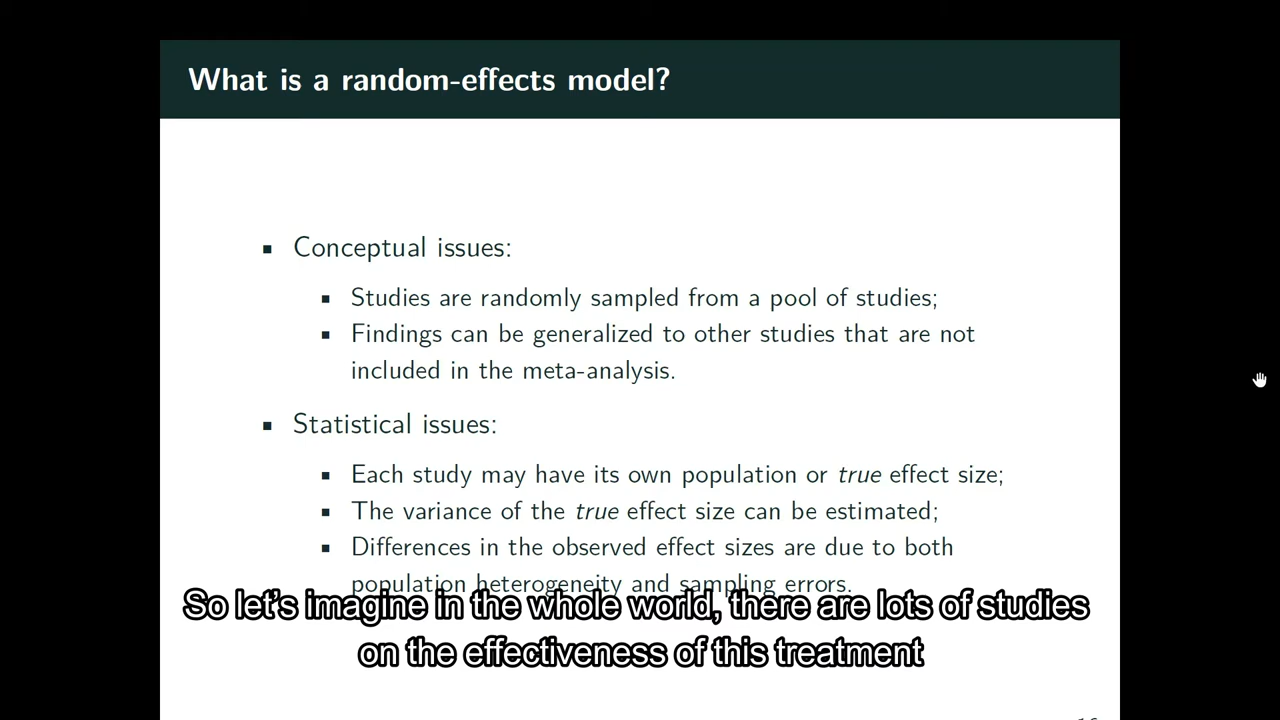 What is a random-effects model?
▪ Conceptual issues:
▪ Studies are randomly sampled from a pool of studies;
▪ Findings can be generalized to other studies that are not
included in the meta-analysis.
▪ Statistical issues:
▪ Each study may have its own population or true effect size;
▪ The variance of the true effect size can be estimated;
▪ Differences in the observed effect sizes are due to both
population heterogeneity and sampling errors.
So let's imagine in the whole world, there are lots of studies
on the effectiveness of this treatment